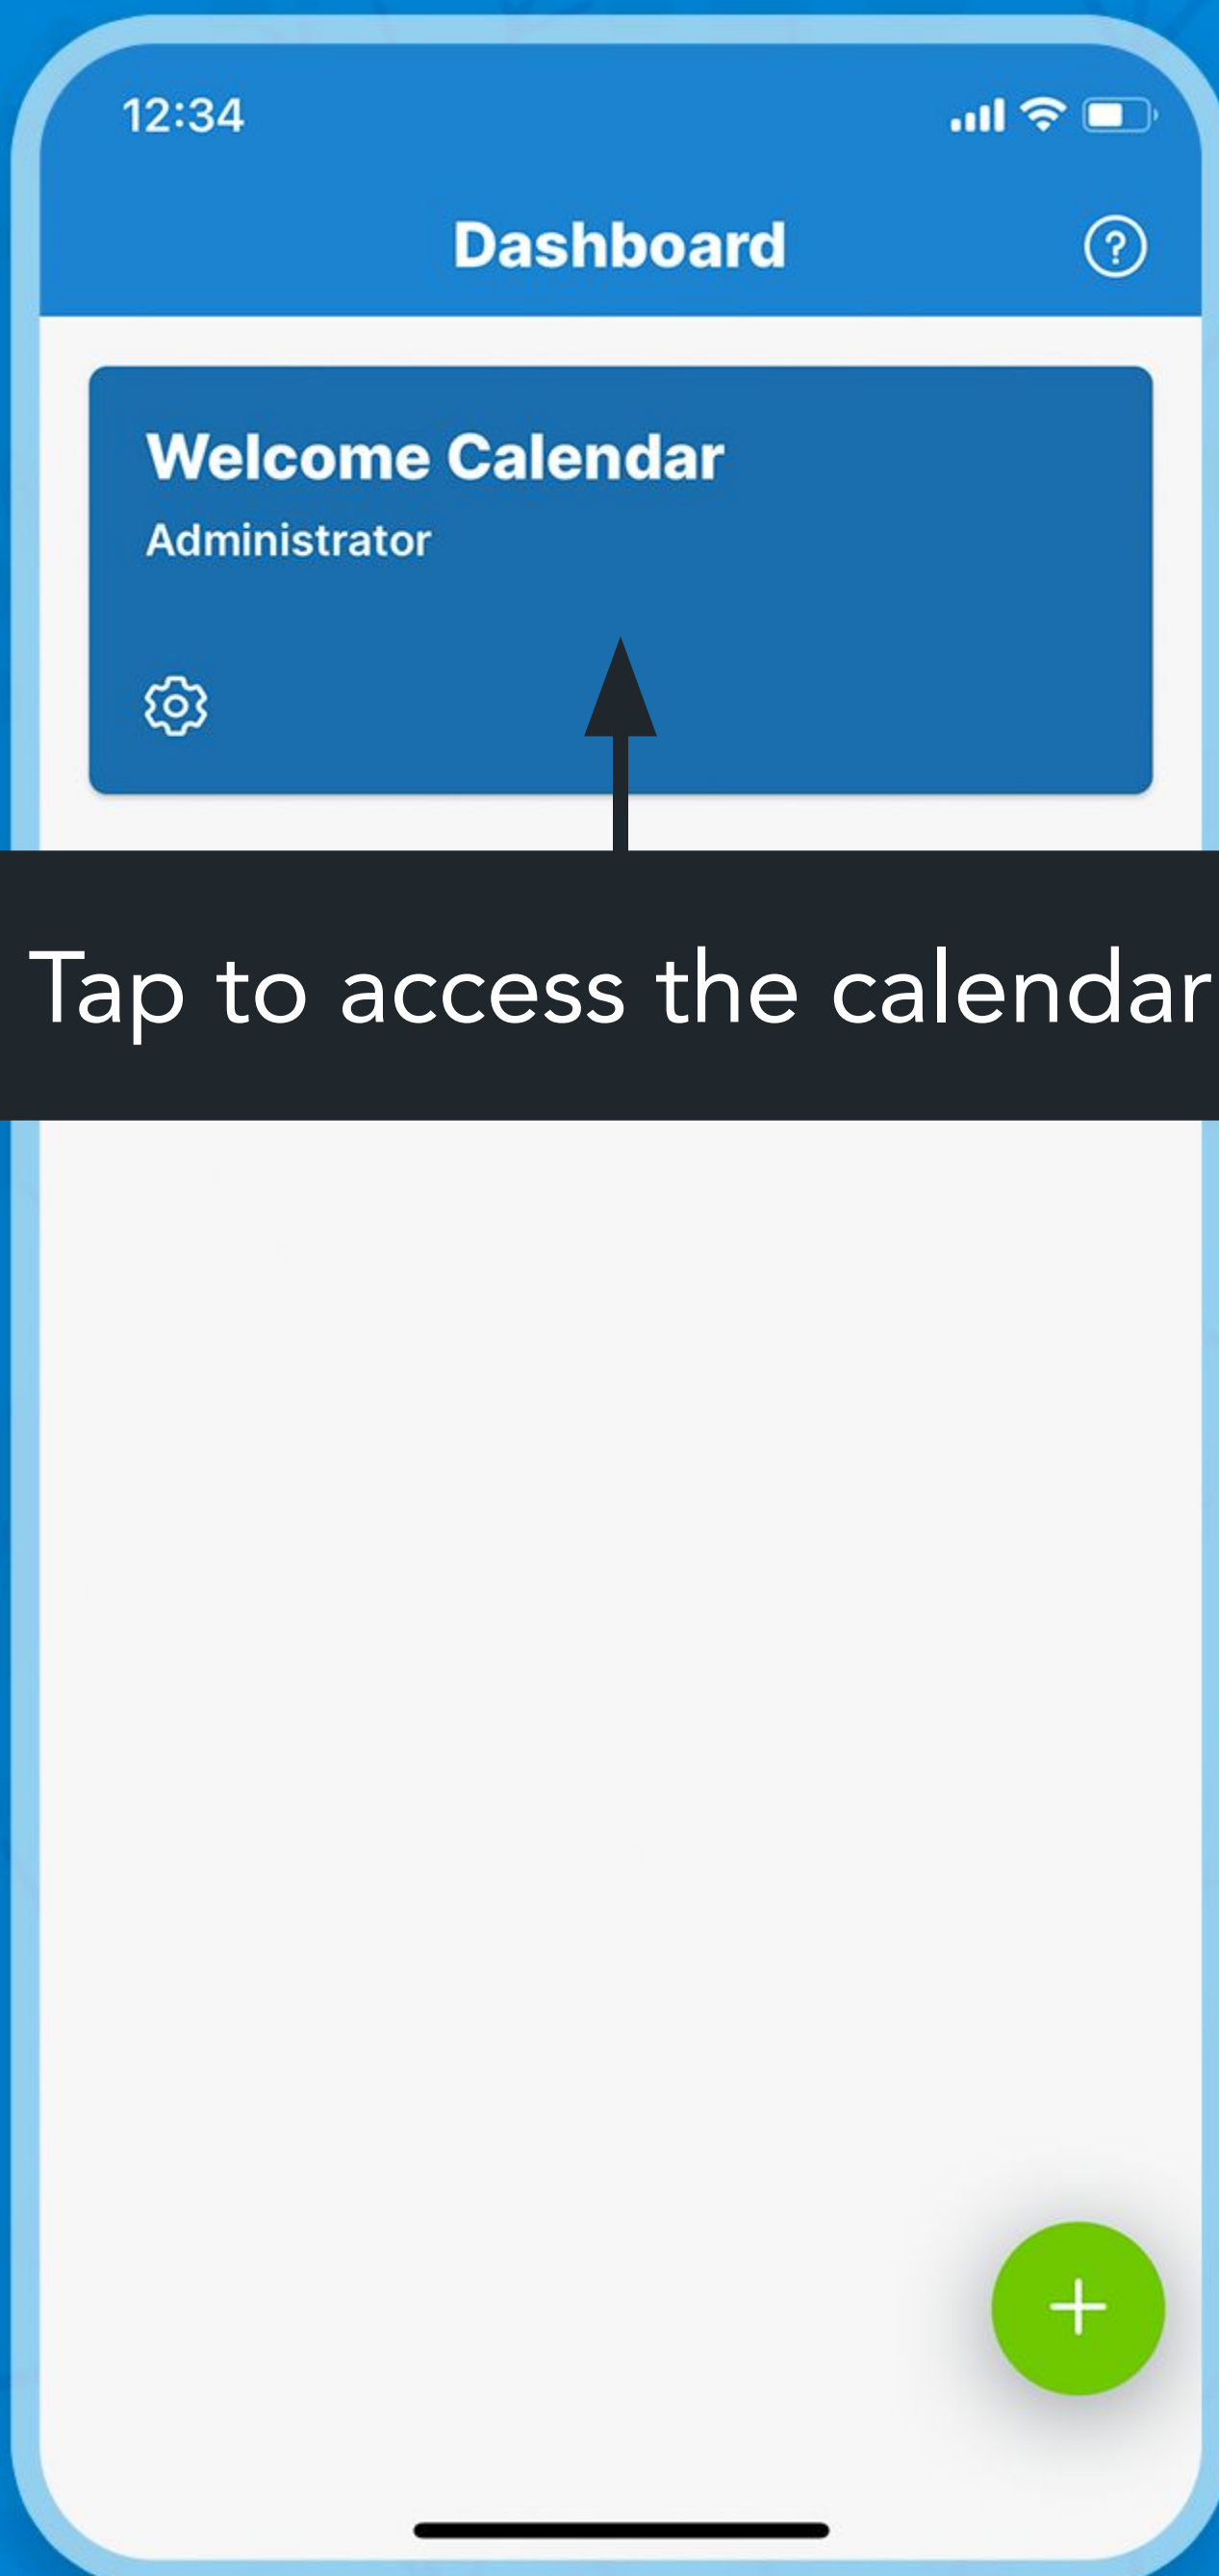 12:34
Dashboard
?
Welcome Calendar
Administrator
Tap to access the calendar
+